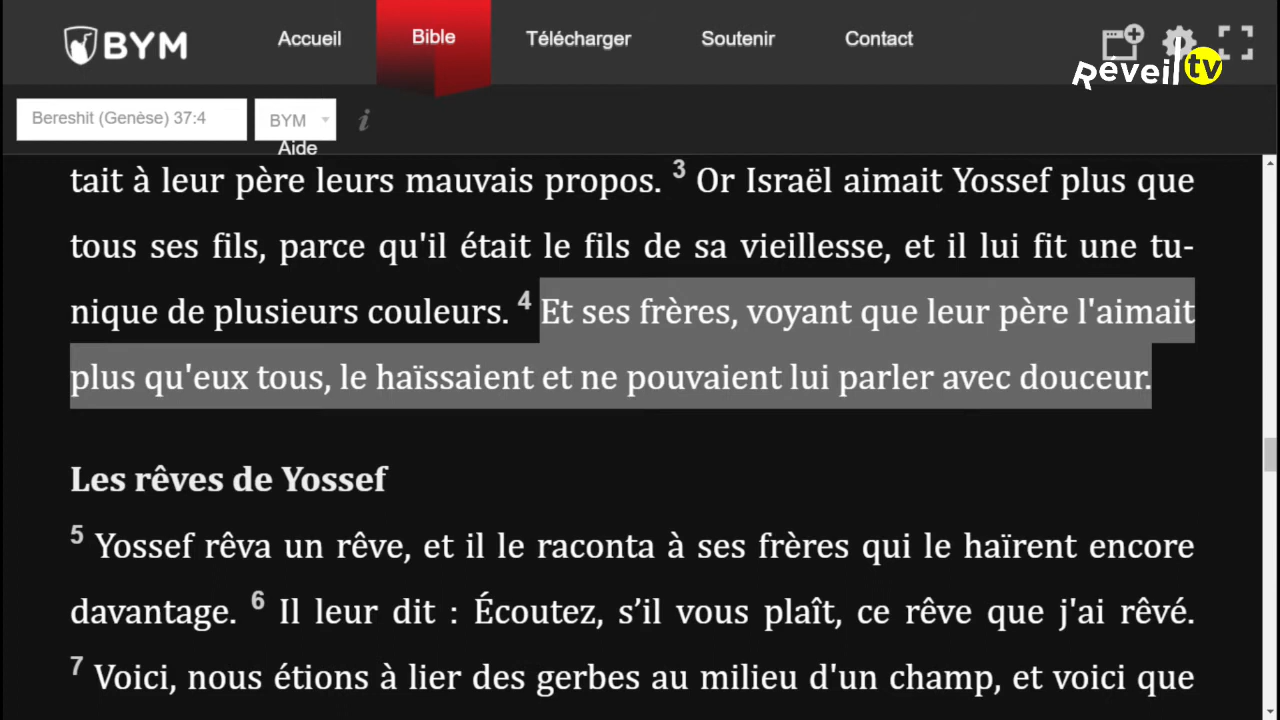 BYM
Accueil
Bible
Télécharger
Soutenir
Contact
Réveil tv
Bereshit (Genèse) 37:4
BYM
i
Aide
tait à leur père leurs mauvais propos. 3 Or Israël aimait Yossef plus que
tous ses fils, parce qu'il était le fils de sa vieillesse, et il lui fit une tu-
nique de plusieurs couleurs. 4 Et ses frères, voyant que leur père l'aimait
plus qu'eux tous, le haïssaient et ne pouvaient lui parler avec douceur.
Les rêves de Yossef
5 Yossef rêva un rêve, et il le raconta à ses frères qui le haïrent encore
davantage. 6 Il leur dit : Écoutez, s’il vous plaît, ce rêve que j'ai rêvé.
7 Voici, nous étions à lier des gerbes au milieu d'un champ, et voici que